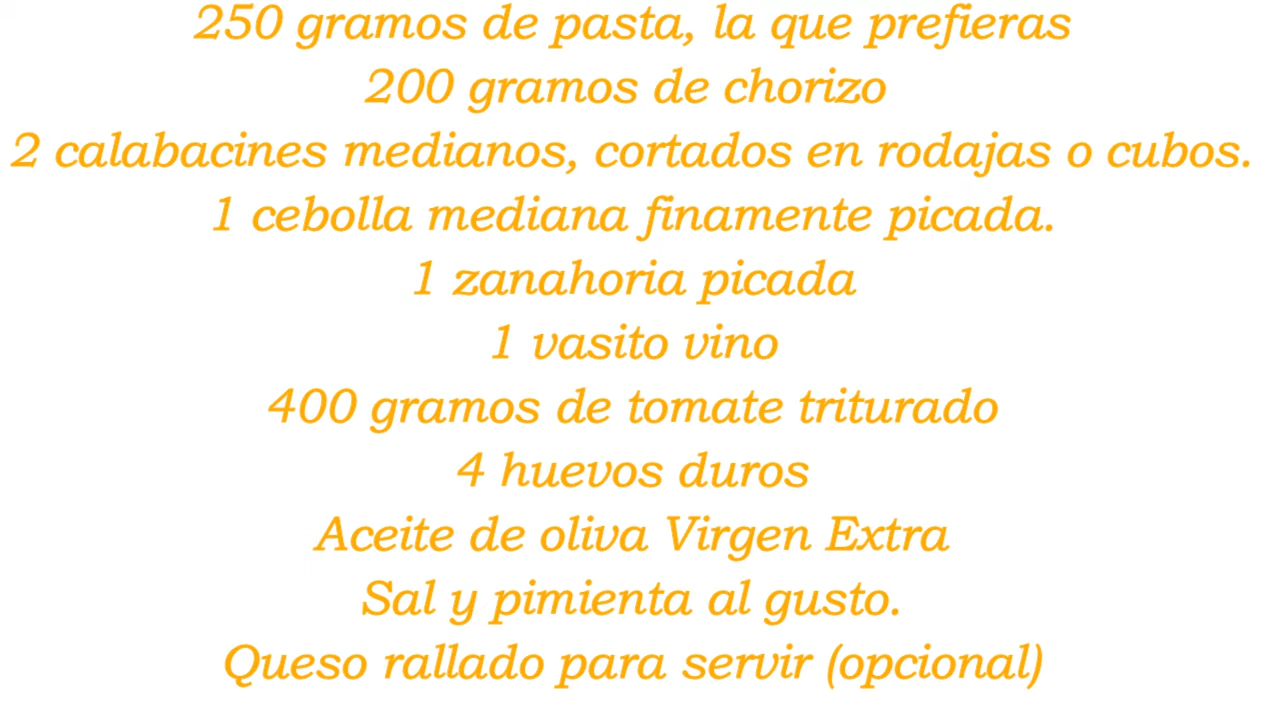 250 gramos de pasta, la que prefieras
200 gramos de chorizo
2 calabacines medianos, cortados en rodajas o cubos.
1 cebolla mediana finamente picada.
1 zanahoria picada
1 vasito vino
400 gramos de tomate triturado
4 huevos duros
Aceite de oliva Virgen Extra
Sal y pimienta al gusto.
Queso rallado para servir (opcional)